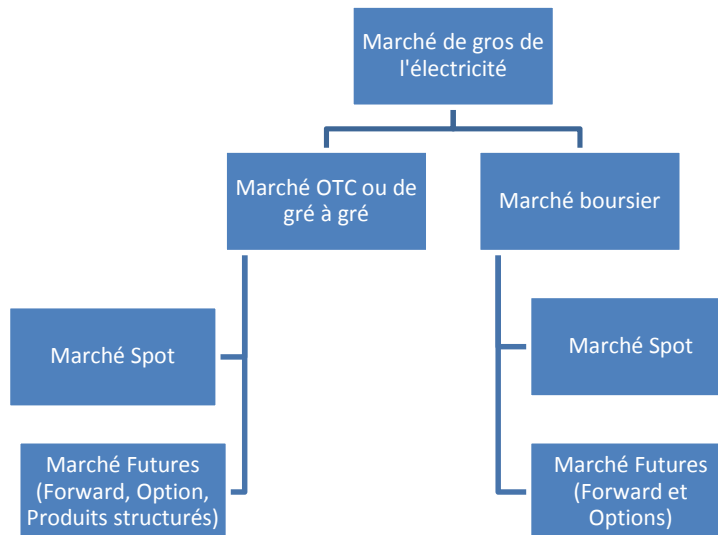 Marché de gros de
l'électricité
Marché OTC ou de
gré à gré
Marché boursier
Marché Spot
Marché Spot
Marché Futures
(Forward, Option,
Produits structurés)
Marché Futures
(Forward et
Options)